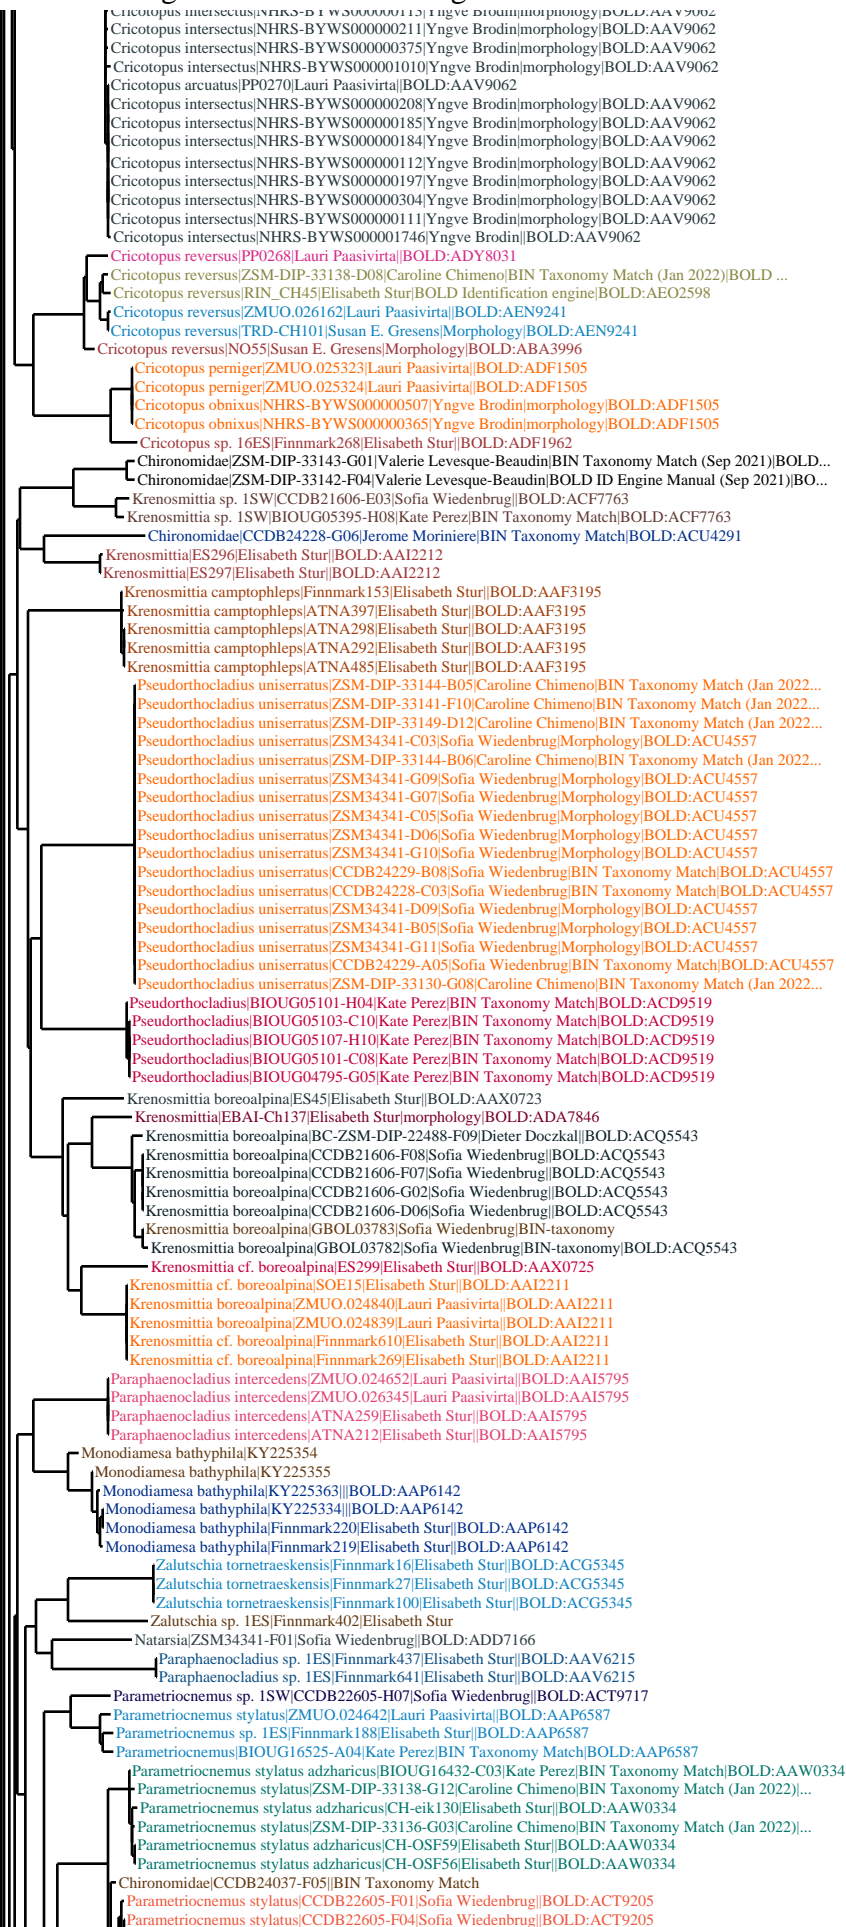 Cricotopus intersectus|NHRS-BYWS000000113|Yngve Brodin|morphology|BOLD:AAV9062
Cricotopus intersectus|NHRS-BYWS000000211|Yngve Brodin|morphology|BOLD:AAV9062
Cricotopus intersectus|NHRS-BYWS000000375|Yngve Brodin|morphology|BOLD:AAV9062
Cricotopus intersectus|NHRS-BYWS000001010|Yngve Brodin|morphology|BOLD:AAV9062
Cricotopus arcuatus|PP0270|Lauri Paasivirta||BOLD:AAV9062
Cricotopus intersectus|NHRS-BYWS000000208|Yngve Brodin|morphology|BOLD:AAV9062
Cricotopus intersectus|NHRS-BYWS000000185|Yngve Brodin|morphology|BOLD:AAV9062
Cricotopus intersectus|NHRS-BYWS000000184|Yngve Brodin|morphology|BOLD:AAV9062
Cricotopus intersectus|NHRS-BYWS000000112|Yngve Brodin|morphology|BOLD:AAV9062
Cricotopus intersectus|NHRS-BYWS000000197|Yngve Brodin|morphology|BOLD:AAV9062
Cricotopus intersectus|NHRS-BYWS000000304|Yngve Brodin|morphology|BOLD:AAV9062
Cricotopus intersectus|NHRS-BYWS000000111|Yngve Brodin|morphology|BOLD:AAV9062
Cricotopus intersectus|NHRS-BYWS000001746|Yngve Brodin||BOLD:AAV9062
Cricotopus reversus|PP0268|Lauri Paasivirta||BOLD:ADY8031
Cricotopus reversus|ZSM-DIP-33138-D08|Caroline Chimeno|BIN Taxonomy Match (Jan 2022)|BOLD ...
Cricotopus reversus|RIN_CH45|Elisabeth Stur|BOLD Identification engine|BOLD:AEO2598
Cricotopus reversus|ZMUO.026162|Lauri Paasivirta||BOLD:AEN9241
Cricotopus reversus|TRD-CH101|Susan E. Gresens|Morphology|BOLD:AEN9241
Cricotopus reversus|NO55|Susan E. Gresens|Morphology|BOLD:ABA3996
Cricotopus perniger|ZMUO.025323|Lauri Paasivirta||BOLD:ADF1505
Cricotopus perniger|ZMUO.025324|Lauri Paasivirta||BOLD:ADF1505
Cricotopus obnixus|NHRS-BYWS000000507|Yngve Brodin|morphology|BOLD:ADF1505
Cricotopus obnixus|NHRS-BYWS000000365|Yngve Brodin|morphology|BOLD:ADF1505
Cricotopus sp. 16ES|Finnmark268|Elisabeth Stur||BOLD:ADF1962
Chironomidae|ZSM-DIP-33143-G01|Valerie Levesque-Beaudin|BIN Taxonomy Match (Sep 2021)|BOLD...
Chironomidae|ZSM-DIP-33142-F04|Valerie Levesque-Beaudin|BOLD ID Engine Manual (Sep 2021)|BO...
Krenosmittia sp. 1SW|CCDB21606-E03|Sofia Wiedenbrug||BOLD:ACF7763
Krenosmittia sp. 1SW|BIOUG05395-H08|Kate Perez|BIN Taxonomy Match|BOLD:ACF7763
Chironomidae|CCDB24228-G06|Jerome Moriniere|BIN Taxonomy Match|BOLD:ACU4291
Krenosmittia|ES296|Elisabeth Stur||BOLD:AAI2212
Krenosmittia|ES297|Elisabeth Stur||BOLD:AAI2212
Krenosmittia camptophleps|Finnmark153|Elisabeth Stur||BOLD:AAF3195
Krenosmittia camptophleps|ATNA397|Elisabeth Stur||BOLD:AAF3195
Krenosmittia camptophleps|ATNA298|Elisabeth Stur||BOLD:AAF3195
Krenosmittia camptophleps|ATNA292|Elisabeth Stur||BOLD:AAF3195
Krenosmittia camptophleps|ATNA485|Elisabeth Stur||BOLD:AAF3195
Pseudorthocladius uniserratus|ZSM-DIP-33144-B05|Caroline Chimeno|BIN Taxonomy Match (Jan 2022...
Pseudorthocladius uniserratus|ZSM-DIP-33141-F10|Caroline Chimeno|BIN Taxonomy Match (Jan 2022...
Pseudorthocladius uniserratus|ZSM-DIP-33149-D12|Caroline Chimeno|BIN Taxonomy Match (Jan 2022...
Pseudorthocladius uniserratus|ZSM34341-C03|Sofia Wiedenbrug|Morphology|BOLD:ACU4557
Pseudorthocladius uniserratus|ZSM-DIP-33144-B06|Caroline Chimeno|BIN Taxonomy Match (Jan 2022...
Pseudorthocladius uniserratus|ZSM34341-G09|Sofia Wiedenbrug|Morphology|BOLD:ACU4557
Pseudorthocladius uniserratus|ZSM34341-G07|Sofia Wiedenbrug|Morphology|BOLD:ACU4557
Pseudorthocladius uniserratus|ZSM34341-C05|Sofia Wiedenbrug|Morphology|BOLD:ACU4557
Pseudorthocladius uniserratus|ZSM34341-D06|Sofia Wiedenbrug|Morphology|BOLD:ACU4557
Pseudorthocladius uniserratus|ZSM34341-G10|Sofia Wiedenbrug|Morphology|BOLD:ACU4557
Pseudorthocladius uniserratus|CCDB24229-B08|Sofia Wiedenbrug|BIN Taxonomy Match|BOLD:ACU4557
Pseudorthocladius uniserratus|CCDB24228-C03|Sofia Wiedenbrug|BIN Taxonomy Match|BOLD:ACU4557
Pseudorthocladius uniserratus|ZSM34341-D09|Sofia Wiedenbrug|Morphology|BOLD:ACU4557
Pseudorthocladius uniserratus|ZSM34341-B05|Sofia Wiedenbrug|Morphology|BOLD:ACU4557
Pseudorthocladius uniserratus|ZSM34341-G11|Sofia Wiedenbrug|Morphology|BOLD:ACU4557
Pseudorthocladius uniserratus|CCDB24229-A05|Sofia Wiedenbrug|BIN Taxonomy Match|BOLD:ACU4557
Pseudorthocladius uniserratus|ZSM-DIP-33130-G08|Caroline Chimeno|BIN Taxonomy Match (Jan 2022...
Pseudorthocladius|BIOUG05101-H04|Kate Perez|BIN Taxonomy Match|BOLD:ACD9519
Pseudorthocladius|BIOUG05103-C10|Kate Perez|BIN Taxonomy Match|BOLD:ACD9519
Pseudorthocladius|BIOUG05107-H10|Kate Perez|BIN Taxonomy Match|BOLD:ACD9519
Pseudorthocladius|BIOUG05101-C08|Kate Perez|BIN Taxonomy Match|BOLD:ACD9519
Pseudorthocladius|BIOUG04795-G05|Kate Perez|BIN Taxonomy Match|BOLD:ACD9519
Krenosmittia boreoalpina|ES45|Elisabeth Stur||BOLD:AAX0723
Krenosmittia|EBAI-Ch137|Elisabeth Stur|morphology|BOLD:ADA7846
Krenosmittia boreoalpina|BC-ZSM-DIP-22488-F09|Dieter Doczkal||BOLD:ACQ5543
Krenosmittia boreoalpina|CCDB21606-F08|Sofia Wiedenbrug||BOLD:ACQ5543
Krenosmittia boreoalpina|CCDB21606-F07|Sofia Wiedenbrug||BOLD:ACQ5543
Krenosmittia boreoalpina|CCDB21606-G02|Sofia Wiedenbrug||BOLD:ACQ5543
Krenosmittia boreoalpina|CCDB21606-D06|Sofia Wiedenbrug||BOLD:ACQ5543
Krenosmittia boreoalpina|GBOL03783|Sofia Wiedenbrug|BIN-taxonomy
Krenosmittia boreoalpina|GBOL03782|Sofia Wiedenbrug|BIN-taxonomy|BOLD:ACQ5543
Krenosmittia cf. boreoalpina|ES299|Elisabeth Stur||BOLD:AAX0725
Krenosmittia cf. boreoalpina|SOE15|Elisabeth Stur||BOLD:AAI2211
Krenosmittia boreoalpina|ZMUO.024840|Lauri Paasivirta||BOLD:AAI2211
Krenosmittia boreoalpina|ZMUO.024839|Lauri Paasivirta||BOLD:AAI2211
Krenosmittia cf. boreoalpina|Finnmark610|Elisabeth Stur||BOLD:AAI2211
Krenosmittia cf. boreoalpina|Finnmark269|Elisabeth Stur||BOLD:AAI2211
Paraphaenocladius intercedens|ZMUO.024652|Lauri Paasivirta||BOLD:AAI5795
Paraphaenocladius intercedens|ZMUO.026345|Lauri Paasivirta||BOLD:AAI5795
Paraphaenocladius intercedens|ATNA259|Elisabeth Stur||BOLD:AAI5795
Paraphaenocladius intercedens|ATNA212|Elisabeth Stur||BOLD:AAI5795
Monodiamesa bathyphila|KY225354
Monodiamesa bathyphila|KY225355
Monodiamesa bathyphila|KY225363|||BOLD:AAP6142
Monodiamesa bathyphila|KY225334|||BOLD:AAP6142
Monodiamesa bathyphila|Finnmark220|Elisabeth Stur||BOLD:AAP6142
Monodiamesa bathyphila|Finnmark219|Elisabeth Stur||BOLD:AAP6142
Zalutschia tornetraeskensis|Finnmark16|Elisabeth Stur||BOLD:ACG5345
Zalutschia tornetraeskensis|Finnmark27|Elisabeth Stur||BOLD:ACG5345
Zalutschia tornetraeskensis|Finnmark100|Elisabeth Stur||BOLD:ACG5345
Zalutschia sp. 1ES|Finnmark402|Elisabeth Stur
Natarsia|ZSM34341-F01|Sofia Wiedenbrug||BOLD:ADD7166
Paraphaenocladius sp. 1ES|Finnmark437|Elisabeth Stur||BOLD:AAV6215
Paraphaenocladius sp. 1ES|Finnmark641|Elisabeth Stur||BOLD:AAV6215
Parametriocnemus sp. 1SW|CCDB22605-H07|Sofia Wiedenbrug||BOLD:ACT9717
Parametriocnemus stylatus|ZMUO.024642|Lauri Paasivirta||BOLD:AAP6587
Parametriocnemus sp. 1ES|Finnmark188|Elisabeth Stur||BOLD:AAP6587
Parametriocnemus|BIOUG16525-A04|Kate Perez|BIN Taxonomy Match|BOLD:AAP6587
Parametriocnemus stylatus adzharicus|BIOUG16432-C03|Kate Perez|BIN Taxonomy Match|BOLD:AAW0334
Parametriocnemus stylatus|ZSM-DIP-33138-G12|Caroline Chimeno|BIN Taxonomy Match (Jan 2022)|...
Parametriocnemus stylatus adzharicus|CH-eik130|Elisabeth Stur||BOLD:AAW0334
Parametriocnemus stylatus|ZSM-DIP-33136-G03|Caroline Chimeno|BIN Taxonomy Match (Jan 2022)|...
Parametriocnemus stylatus adzharicus|CH-OSF59|Elisabeth Stur||BOLD:AAW0334
Parametriocnemus stylatus adzharicus|CH-OSF56|Elisabeth Stur||BOLD:AAW0334
Chironomidae|CCDB24037-F05||BIN Taxonomy Match
Parametriocnemus stylatus|CCDB22605-F01|Sofia Wiedenbrug||BOLD:ACT9205
Parametriocnemus stylatus|CCDB22605-F04|Sofia Wiedenbrug||BOLD:ACT9205